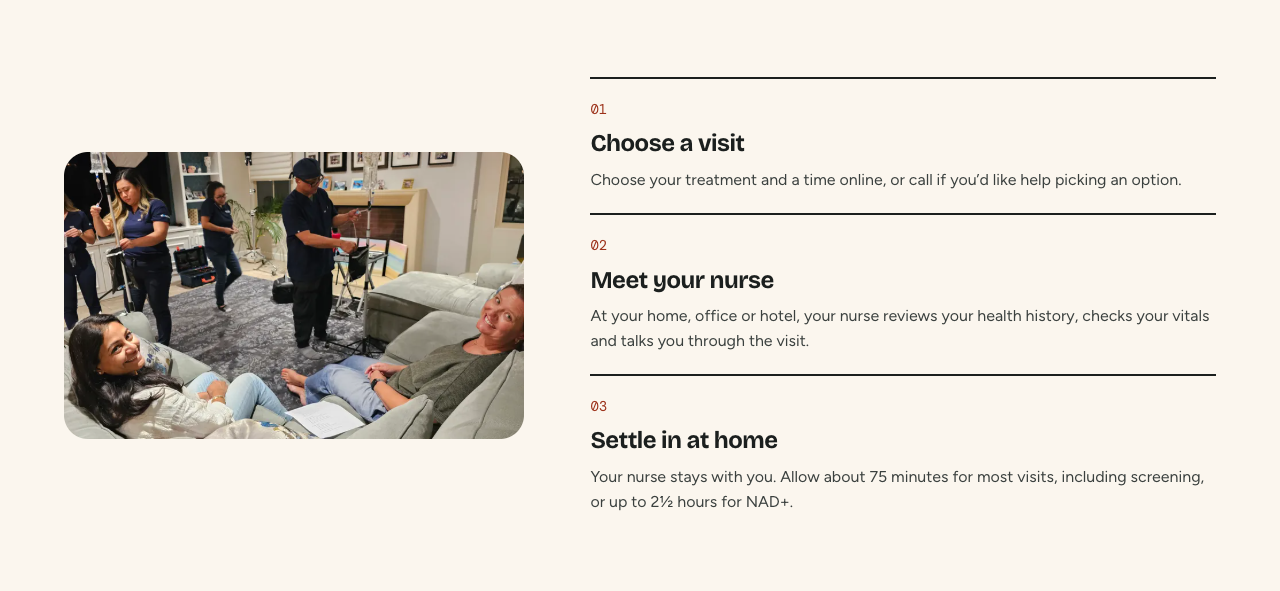 01
Choose a visit
Choose your treatment and a time online, or call if you’d like help picking an option.
02
Meet your nurse
At your home, office or hotel, your nurse reviews your health history, checks your vitals
and talks you through the visit.
03
Settle in at home
Your nurse stays with you. Allow about 75 minutes for most visits, including screening,
or up to 2½ hours for NAD+.